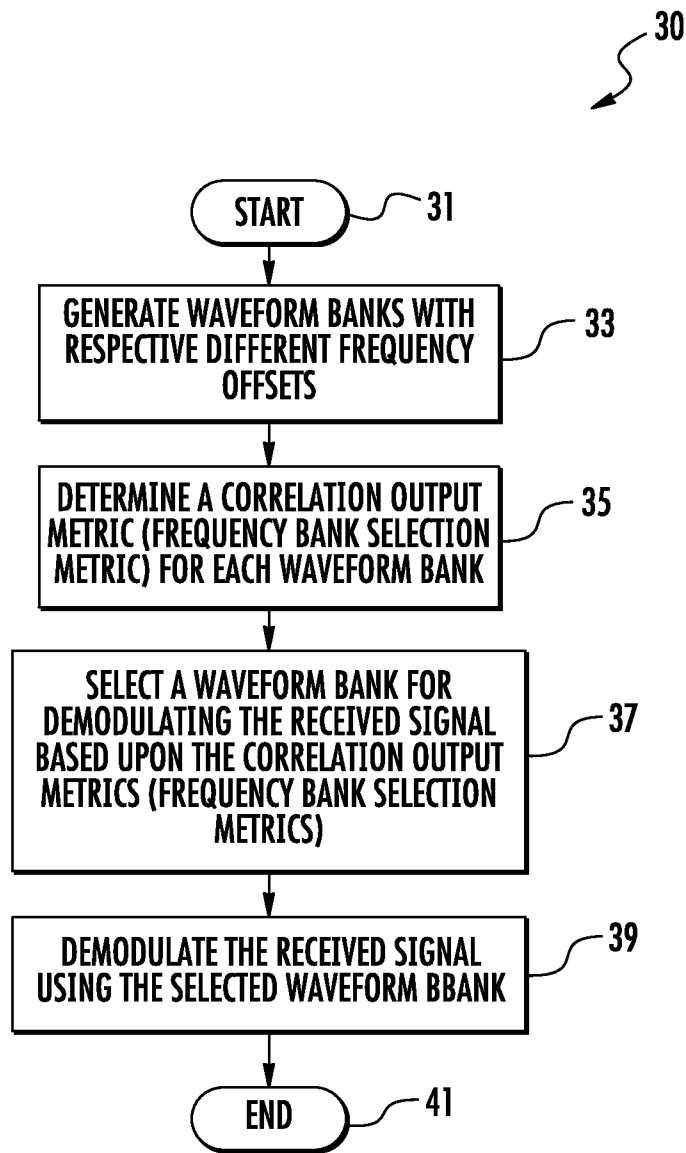 30
START
31
GENERATE WAVEFORM BANKS WITH
RESPECTIVE DIFFERENT FREQUENCY
OFFSETS
33
DETERMINE A CORRELATION OUTPUT
METRIC (FREQUENCY BANK SELECTION
METRIC) FOR EACH WAVEFORM BANK
35
SELECT A WAVEFORM BANK FOR
DEMODULATING THE RECEIVED SIGNAL
BASED UPON THE CORRELATION OUTPUT
METRICS (FREQUENCY BANK SELECTION
METRICS)
37
DEMODULATE THE RECEIVED SIGNAL
USING THE SELECTED WAVEFORM BBANK
39
END
41